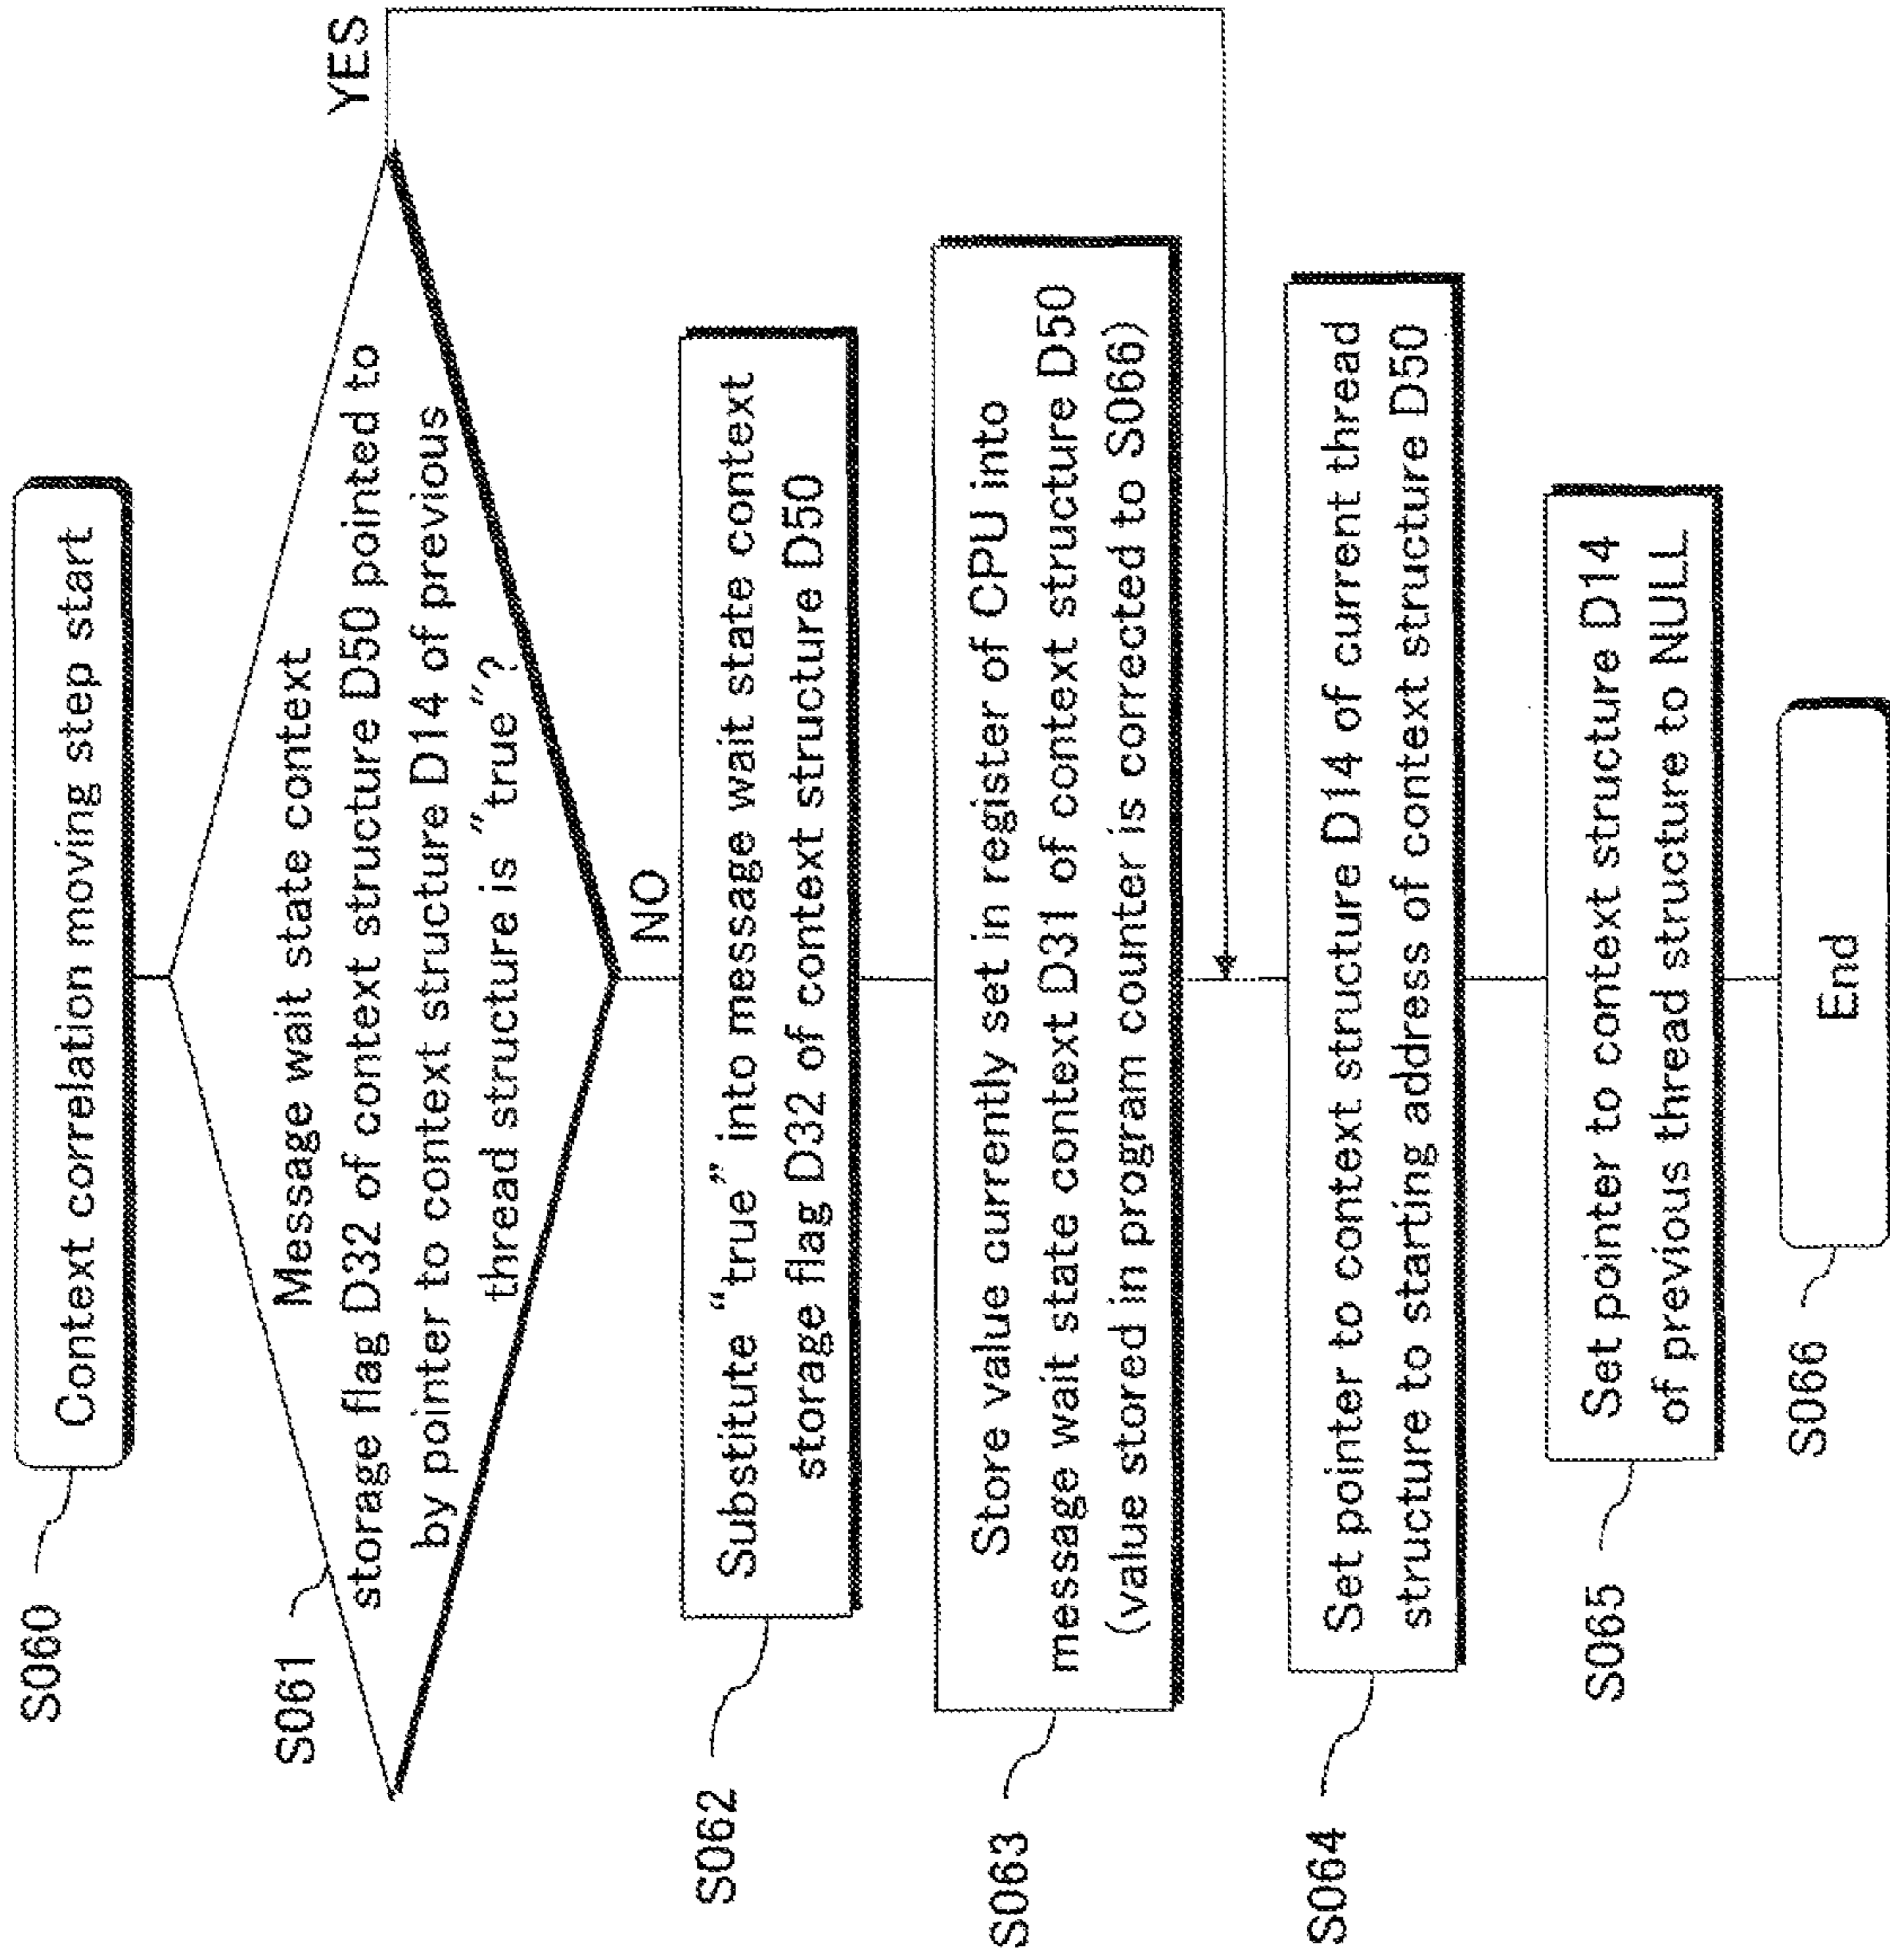 S060
Context correlation moving step start
S061
Message wait state context
storage flag D32 of context structure D50 pointed to
by pointer to context structure D14 of previous
thread structure is "true"?
YES
NO
S062
Substitute "true" into message wait state context
storage flag D32 of context structure D50
S063
Store value currently set in register of CPU into
message wait state context D31 of context structure D50
(value stored in program counter is corrected to S066)
S064
Set pointer to context structure D14 of current thread
structure to starting address of context structure D50
S065
Set pointer to context structure D14
of previous thread structure to NULL
S066
End